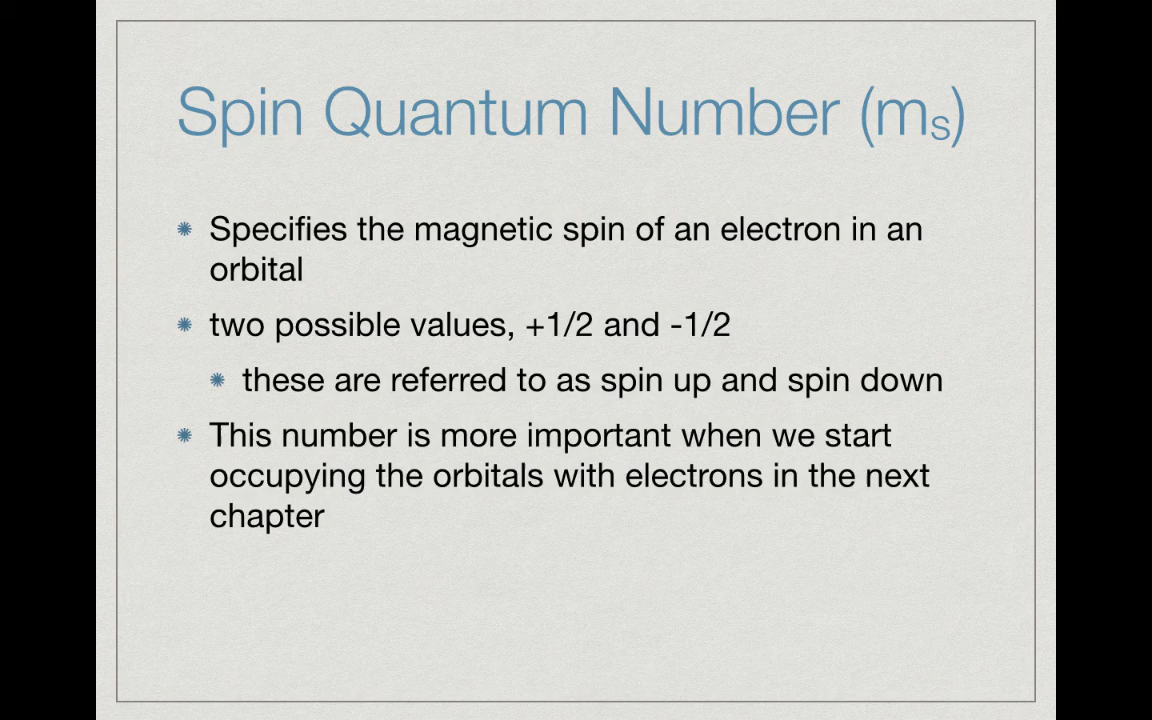 Spin Quantum Number (ms)
Specifies the magnetic spin of an electron in an
orbital
two possible values, +1/2 and -1/2
these are referred to as spin up and spin down
This number is more important when we start
occupying the orbitals with electrons in the next
chapter